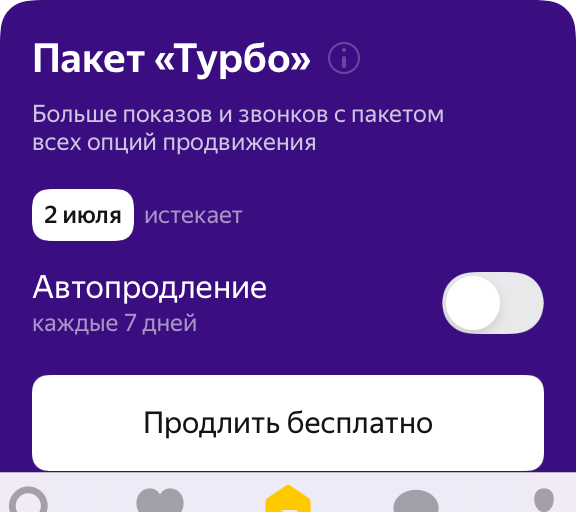 Пакет «Турбо»
Больше показов и звонков с пакетом
всех опций продвижения
2 июля истекает
Автопродление
каждые 7 дней
Продлить бесплатно